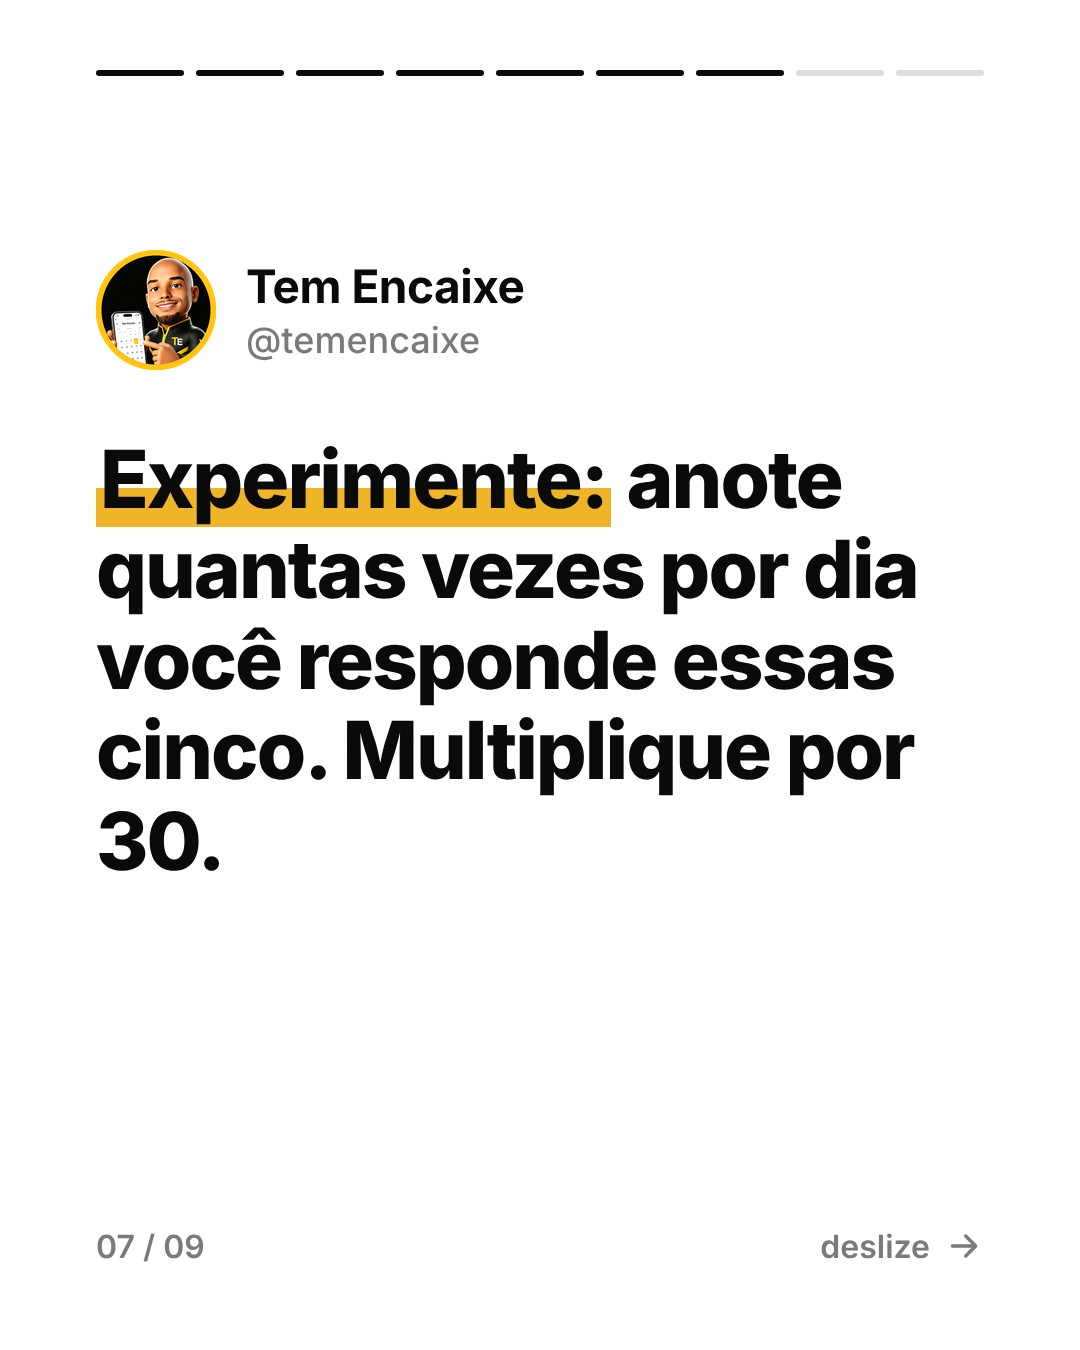 Tem Encaixe
@temencaixe
TE
Experimente: anote
quantas vezes por dia
você responde essas
cinco. Multiplique por
30.
07 / 09
deslize →